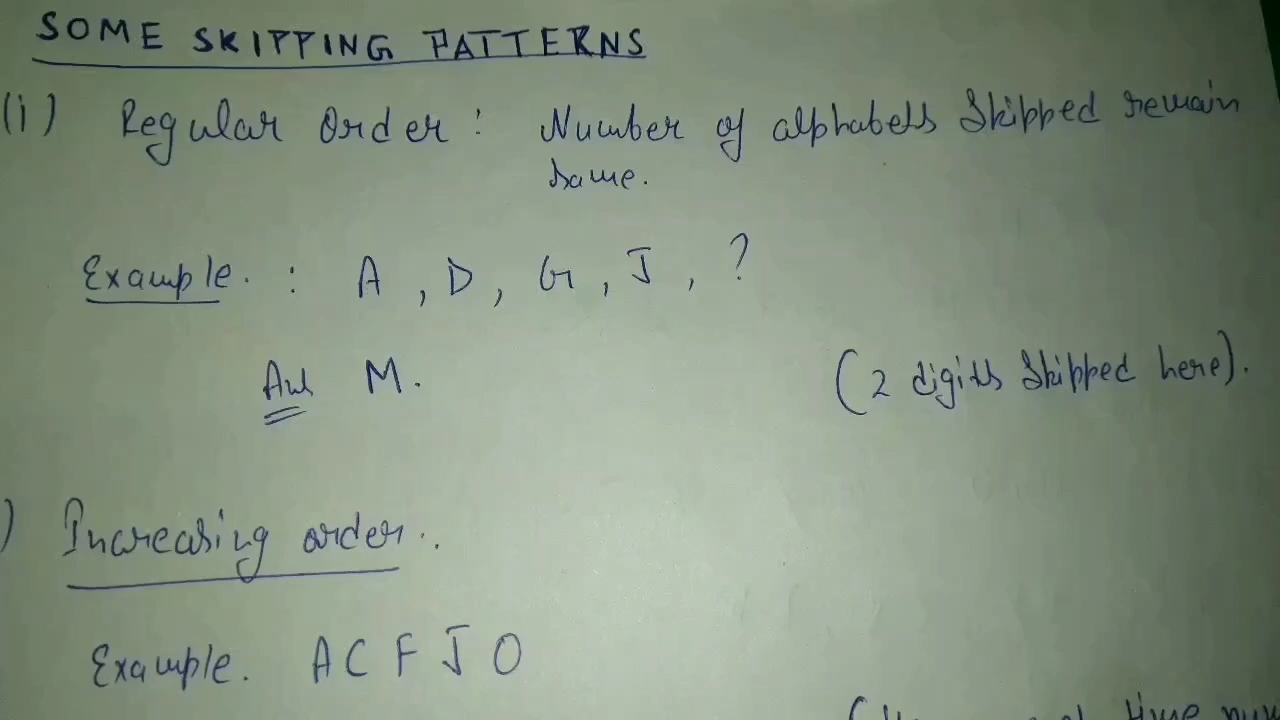 SOME SKIPPING PATTERNS
(i) Regular Order : Number of alphabets skipped remain
same.
Example. : A , D , G , J , ?
Ans M. (2 digits skipped here).
) Increasing order.
Example. A C F J O
time